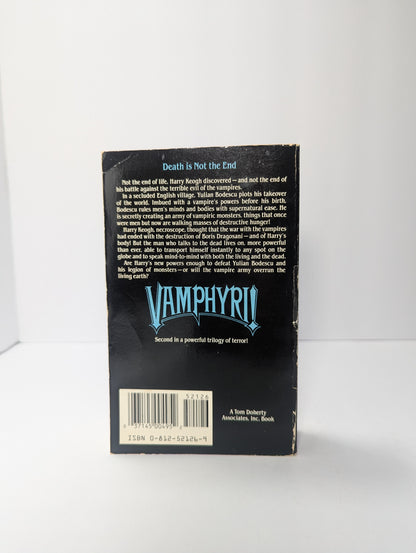 Death is Not the End
Not the end of life, Harry Keogh discovered—and not the end of
his battle against the terrible evil of the vampires.
In a secluded English village, Yulian Bodescu plots his takeover
of the world. Imbued with a vampire's powers before his birth,
Bodescu rules men's minds and bodies with supernatural ease. He
is secretly creating an army of vampiric monsters, things that once
were men but now are walking masses of destructive hunger!
Harry Keogh, necroscope, thought that the war with the vampires
had ended with the destruction of Boris Dragosani—and of Harry's
body! But the man who talks to the dead lives on, more powerful
than ever, able to transport himself instantly to any spot on the
globe and to speak mind-to-mind with both the living and the dead.
Are Harry's new powers enough to defeat Yulian Bodescu and
his legion of monsters—or will the vampire army overrun the
living earth?
VAMPHYRI!
Second in a powerful trilogy of terror!
52126
A Tom Doherty
Associates, Inc. Book
37145 00495
ISBN 0-812-52126-9